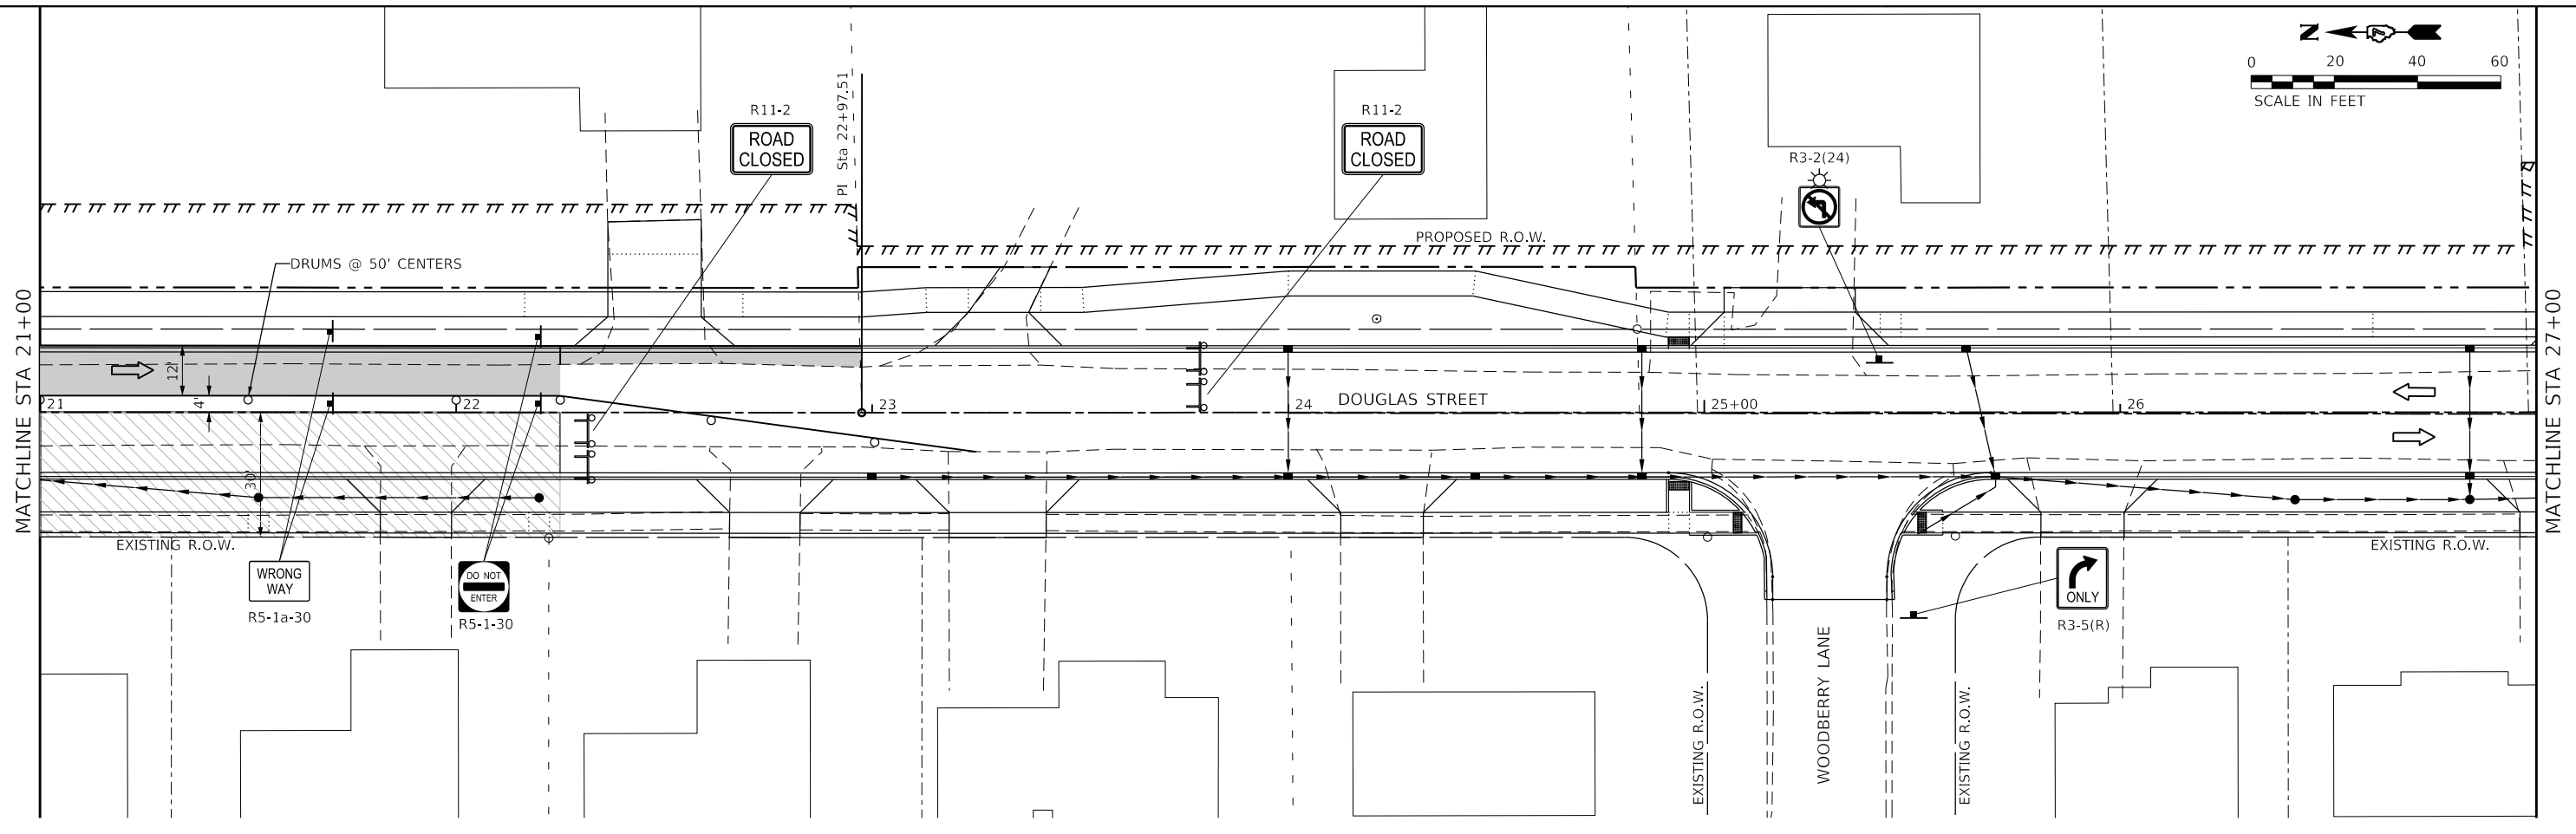 N
0 20 40 60
SCALE IN FEET
R11-2
ROAD
CLOSED
PI Sta 22+97.51
R11-2
ROAD
CLOSED
R3-2(24)
PROPOSED R.O.W.
DRUMS @ 50' CENTERS
MATCHLINE STA 21+00
MATCHLINE STA 27+00
12'
4'
30'
21
22
23
24
DOUGLAS STREET
25+00
26
EXISTING R.O.W.
EXISTING R.O.W.
WRONG
WAY
R5-1a-30
DO NOT
ENTER
R5-1-30
ONLY
R3-5(R)
EXISTING R.O.W.
WOODBERRY LANE
EXISTING R.O.W.